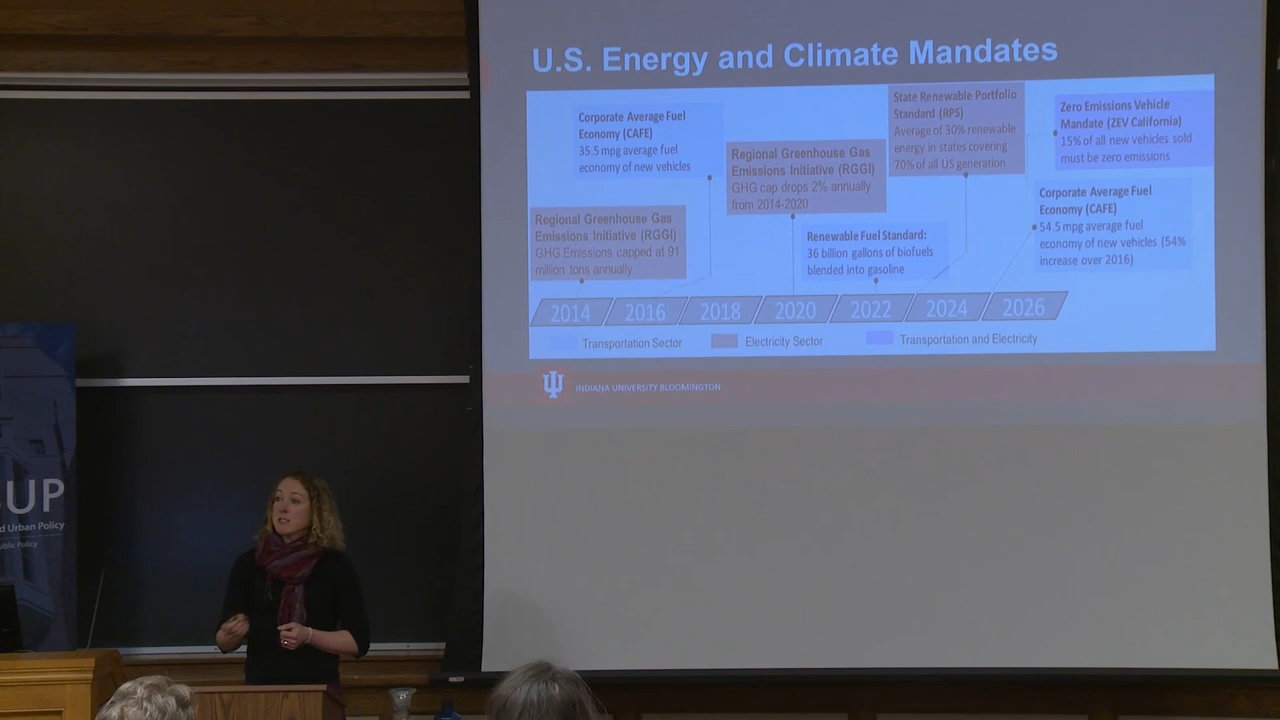 U.S. Energy and Climate Mandates
Corporate Average Fuel
Economy (CAFE)
35.5 mpg average fuel
economy of new vehicles
State Renewable Portfolio
Standard (RPS)
Average of 30% renewable
energy in states covering
70% of all US generation
Zero Emissions Vehicle
Mandate (ZEV California)
15% of all new vehicles sold
must be zero emissions
Regional Greenhouse Gas
Emissions Initiative (RGGI)
GHG cap drops 2% annually
from 2014-2020
Corporate Average Fuel
Economy (CAFE)
54.5 mpg average fuel
economy of new vehicles (54%
increase over 2016)
Regional Greenhouse Gas
Emissions Initiative (RGGI)
GHG Emissions capped at 91
million tons annually
Renewable Fuel Standard:
36 billion gallons of biofuels
blended into gasoline
2014 2016 2018 2020 2022 2024 2026
Transportation Sector Electricity Sector Transportation and Electricity
INDIANA UNIVERSITY BLOOMINGTON
UP
d Urban Policy
ublic Policy